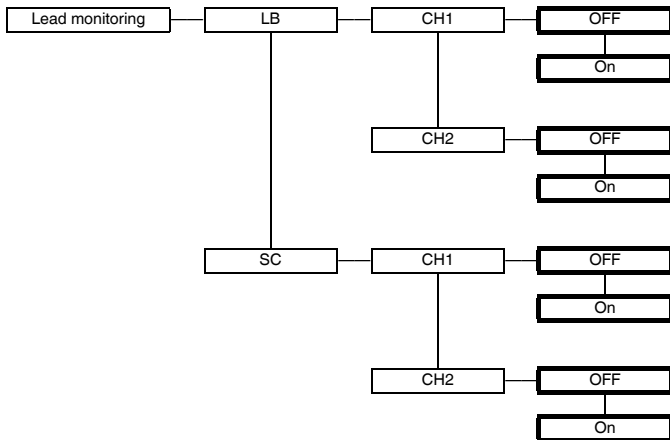 Lead monitoring LB CH1 OFF
On
CH2 OFF
On
SC CH1 OFF
On
CH2 OFF
On